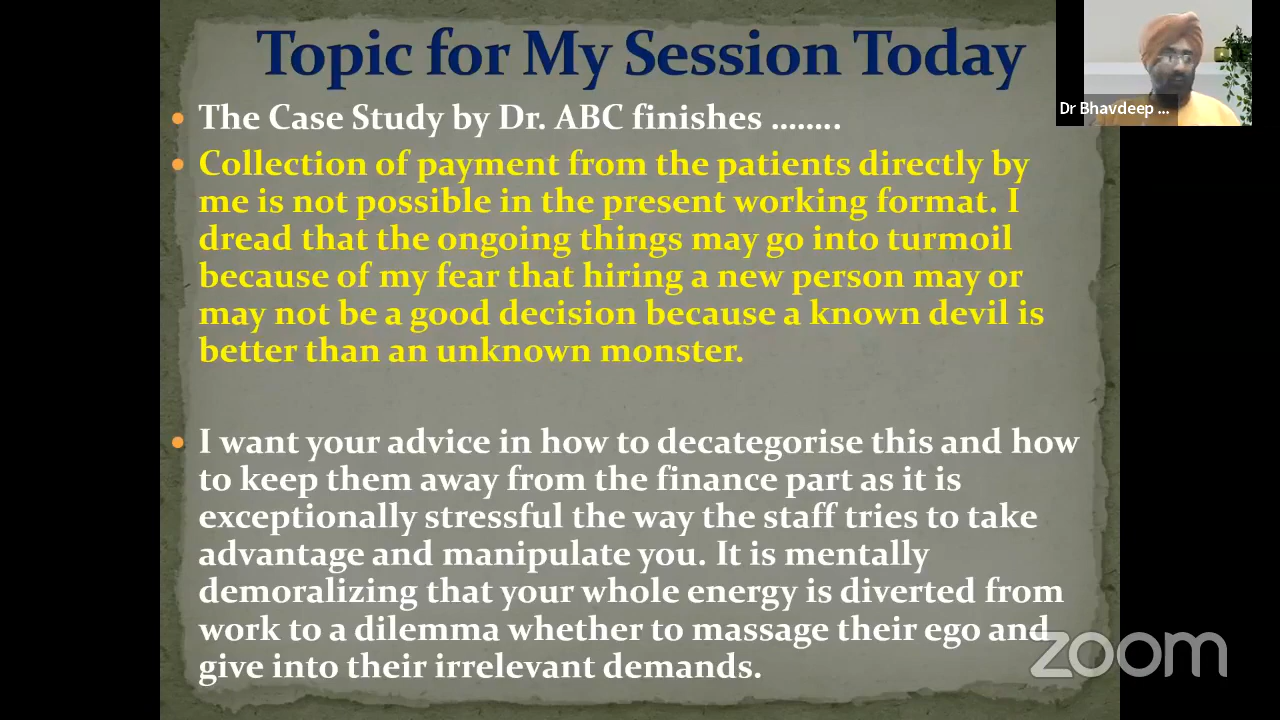 Topic for My Session Today
Dr Bhavdeep ...
• The Case Study by Dr. ABC finishes ........
• Collection of payment from the patients directly by
me is not possible in the present working format. I
dread that the ongoing things may go into turmoil
because of my fear that hiring a new person may or
may not be a good decision because a known devil is
better than an unknown monster.
• I want your advice in how to decategorise this and how
to keep them away from the finance part as it is
exceptionally stressful the way the staff tries to take
advantage and manipulate you. It is mentally
demoralizing that your whole energy is diverted from
work to a dilemma whether to massage their ego and
give into their irrelevant demands.
zoom